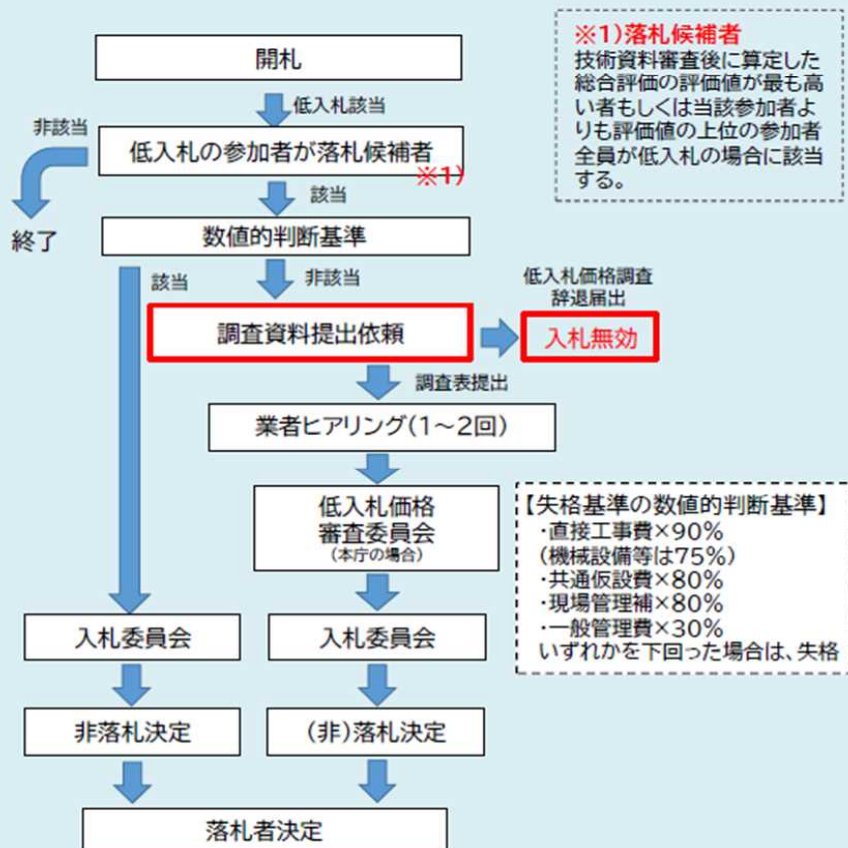 開札
※1)落札候補者
技術資料審査後に算定した
総合評価の評価値が最も高
い者もしくは当該参加者よ
りも評価値の上位の参加者
全員が低入札の場合に該当
する。
低入札該当
非該当
低入札の参加者が落札候補者
※1)
該当
終了
数値的判断基準
該当
非該当
低入札価格調査
辞退届出
調査資料提出依頼
入札無効
調査表提出
業者ヒアリング(1～2回)
低入札価格
審査委員会
(本庁の場合)
【失格基準の数値的判断基準】
・直接工事費×90%
(機械設備等は75%)
・共通仮設費×80%
・現場管理補×80%
・一般管理費×30%
いずれかを下回った場合は、失格
入札委員会
入札委員会
非落札決定
(非)落札決定
落札者決定